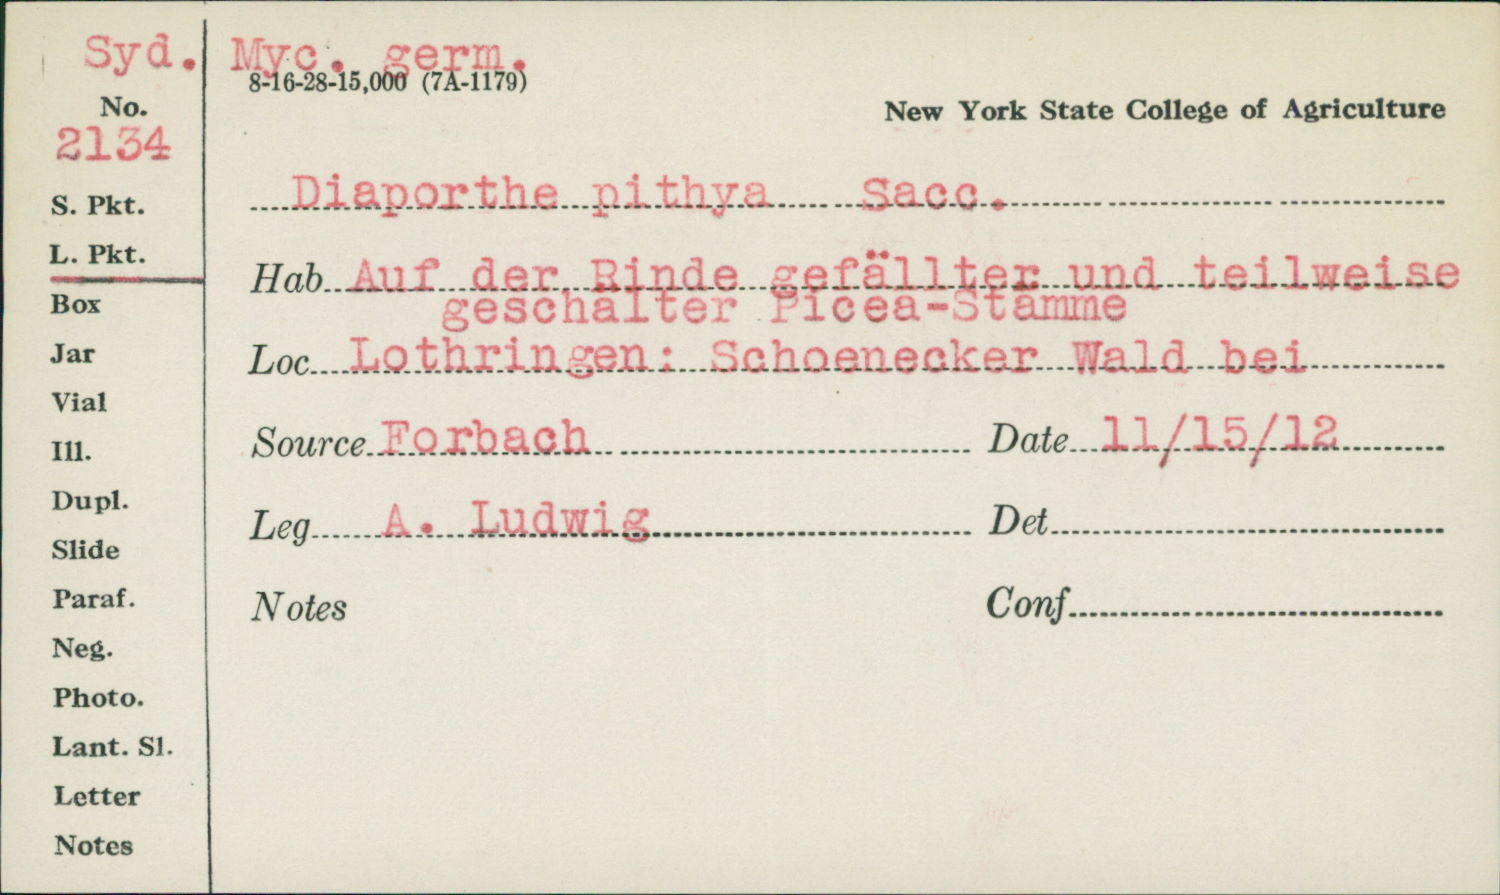 Syd. Myc. germ.
8-16-28-15,000 (7A-1179)
No.
2134
New York State College of Agriculture
S. Pkt.
Diaporthe pithya Sacc.
L. Pkt.
Hab Auf der Rinde gefällter und teilweise
geschälter Picea-Stämme
Box
Jar
Loc Lothringen: Schoenecker Wald bei
Vial
Ill.
Source Forbach Date 11/15/12
Dupl.
Leg A. Ludwig Det
Slide
Paraf.
Notes Conf
Neg.
Photo.
Lant. Sl.
Letter
Notes